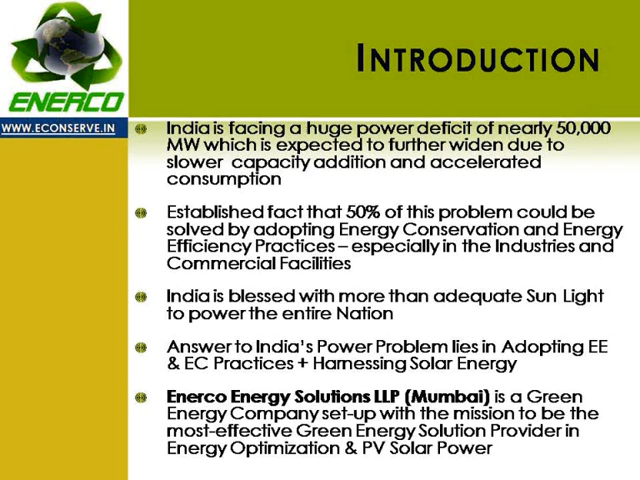 ENERCO
WWW.ECONSERVE.IN
INTRODUCTION
India is facing a huge power deficit of nearly 50,000
MW which is expected to further widen due to
slower capacity addition and accelerated
consumption
Established fact that 50% of this problem could be
solved by adopting Energy Conservation and Energy
Efficiency Practices – especially in the Industries and
Commercial Facilities
India is blessed with more than adequate Sun Light
to power the entire Nation
Answer to India's Power Problem lies in Adopting EE
& EC Practices + Harnessing Solar Energy
Enerco Energy Solutions LLP (Mumbai) is a Green
Energy Company set-up with the mission to be the
most-effective Green Energy Solution Provider in
Energy Optimization & PV Solar Power